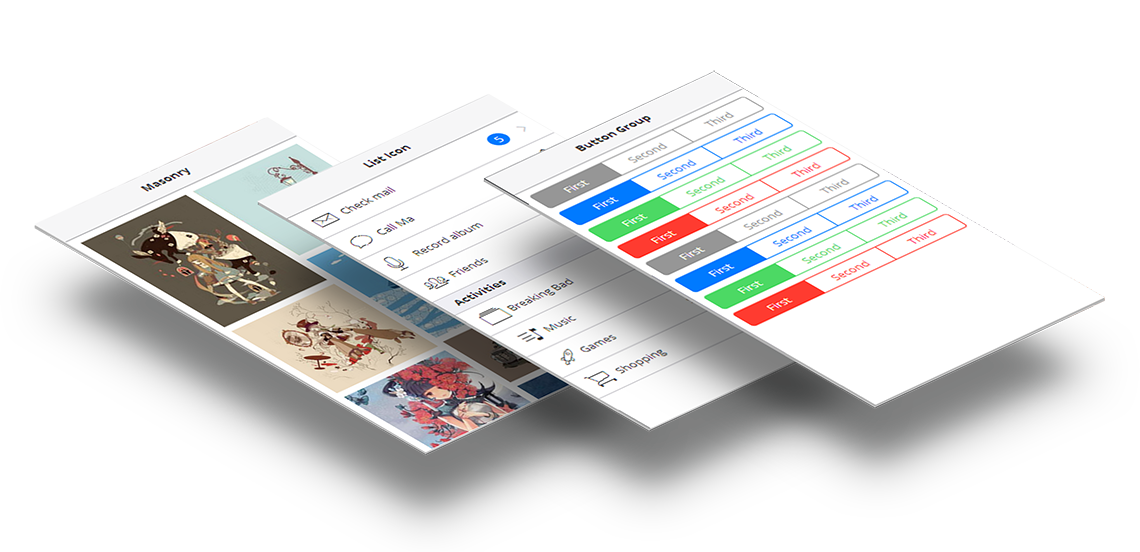 Masonry
List Icon
5
Check mail
Call Ma
Record album
Friends
Activities
Breaking Bad
Music
Games
Shopping
Button Group
First Second Third
First Second Third
First Second Third
First Second Third
First Second Third
First Second Third
First Second Third
First Second Third